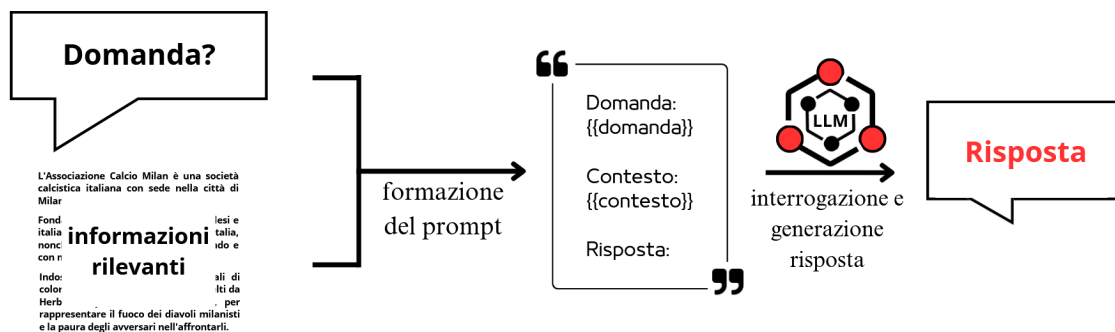 Domanda?
L'Associazione Calcio Milan è una società
calcistica italiana con sede nella città di
informazioni
rilevanti
per
rappresentare il fuoco dei diavoli milanisti
e la paura degli avversari nell'affrontarli.
formazione
del prompt
“
Domanda:
{{domanda}}
Contesto:
{{contesto}}
Risposta:
”
LLM
interrogazione e
generazione
risposta
Risposta